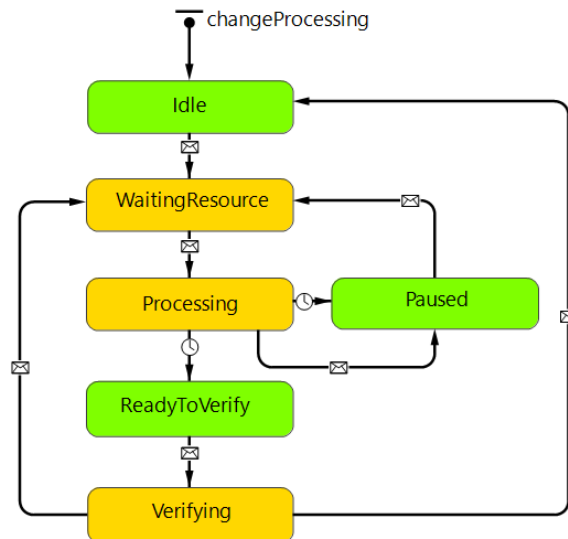 changeProcessing
Idle
WaitingResource
Processing
Paused
ReadyToVerify
Verifying